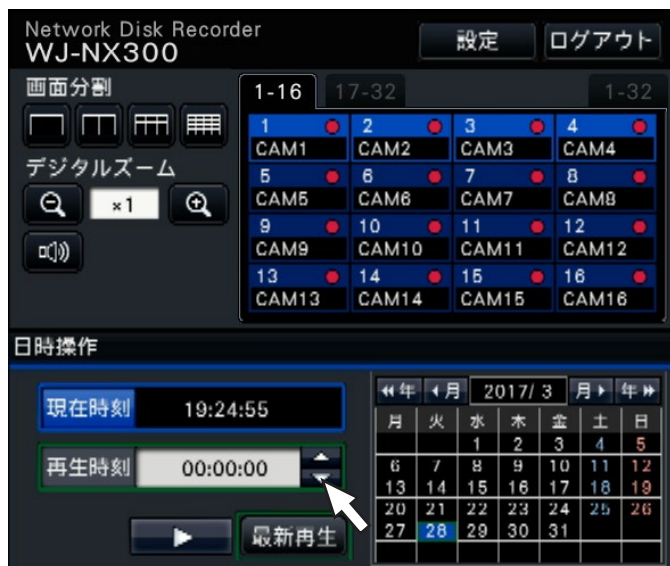 Network Disk Recorder
WJ-NX300
設定
ログアウト
画面分割
デジタルズーム
×1
1-16 17-32 1-32
1 2 3 4
CAM1 CAM2 CAM3 CAM4
5 6 7 8
CAM5 CAM6 CAM7 CAM8
9 10 11 12
CAM9 CAM10 CAM11 CAM12
13 14 15 16
CAM13 CAM14 CAM15 CAM16
日時操作
現在時刻 19:24:55
再生時刻 00:00:00
最新再生
年 月 2017/ 3 月 年
月 火 水 木 金 土 日
1 2 3 4 5
6 7 8 9 10 11 12
13 14 15 16 17 18 19
20 21 22 23 24 25 26
27 28 29 30 31